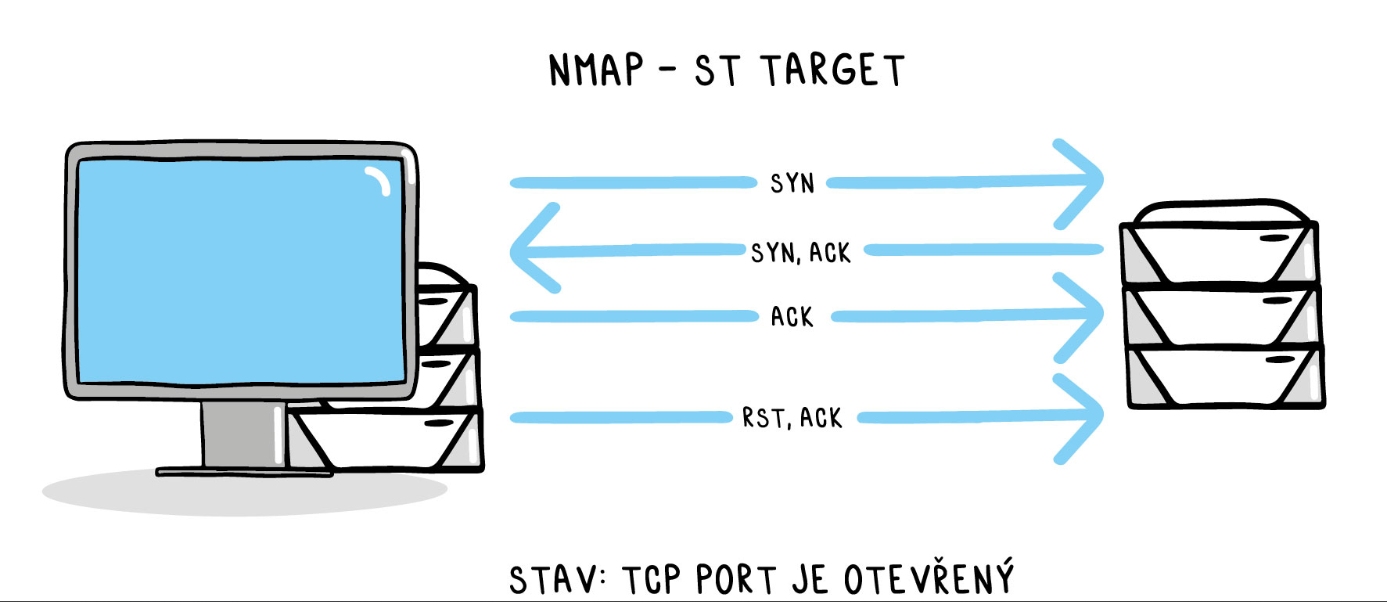 NMAP - ST TARGET
SYN
SYN, ACK
ACK
RST, ACK
STAV: TCP PORT JE OTEVŘENÝ